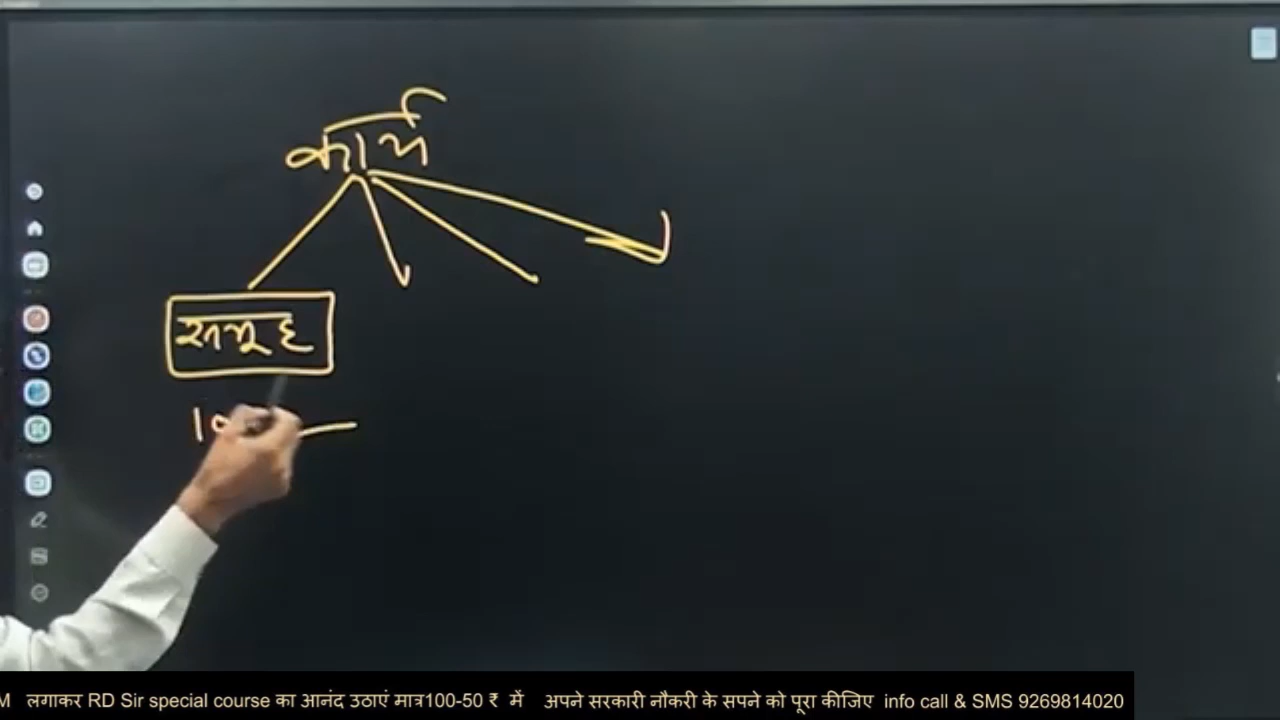 कार्य
समूह
10
M लगाकर RD Sir special course का आनंद उठाएं मात्र100-50 ₹ में अपने सरकारी नौकरी के सपने को पूरा कीजिए info call & SMS 9269814020